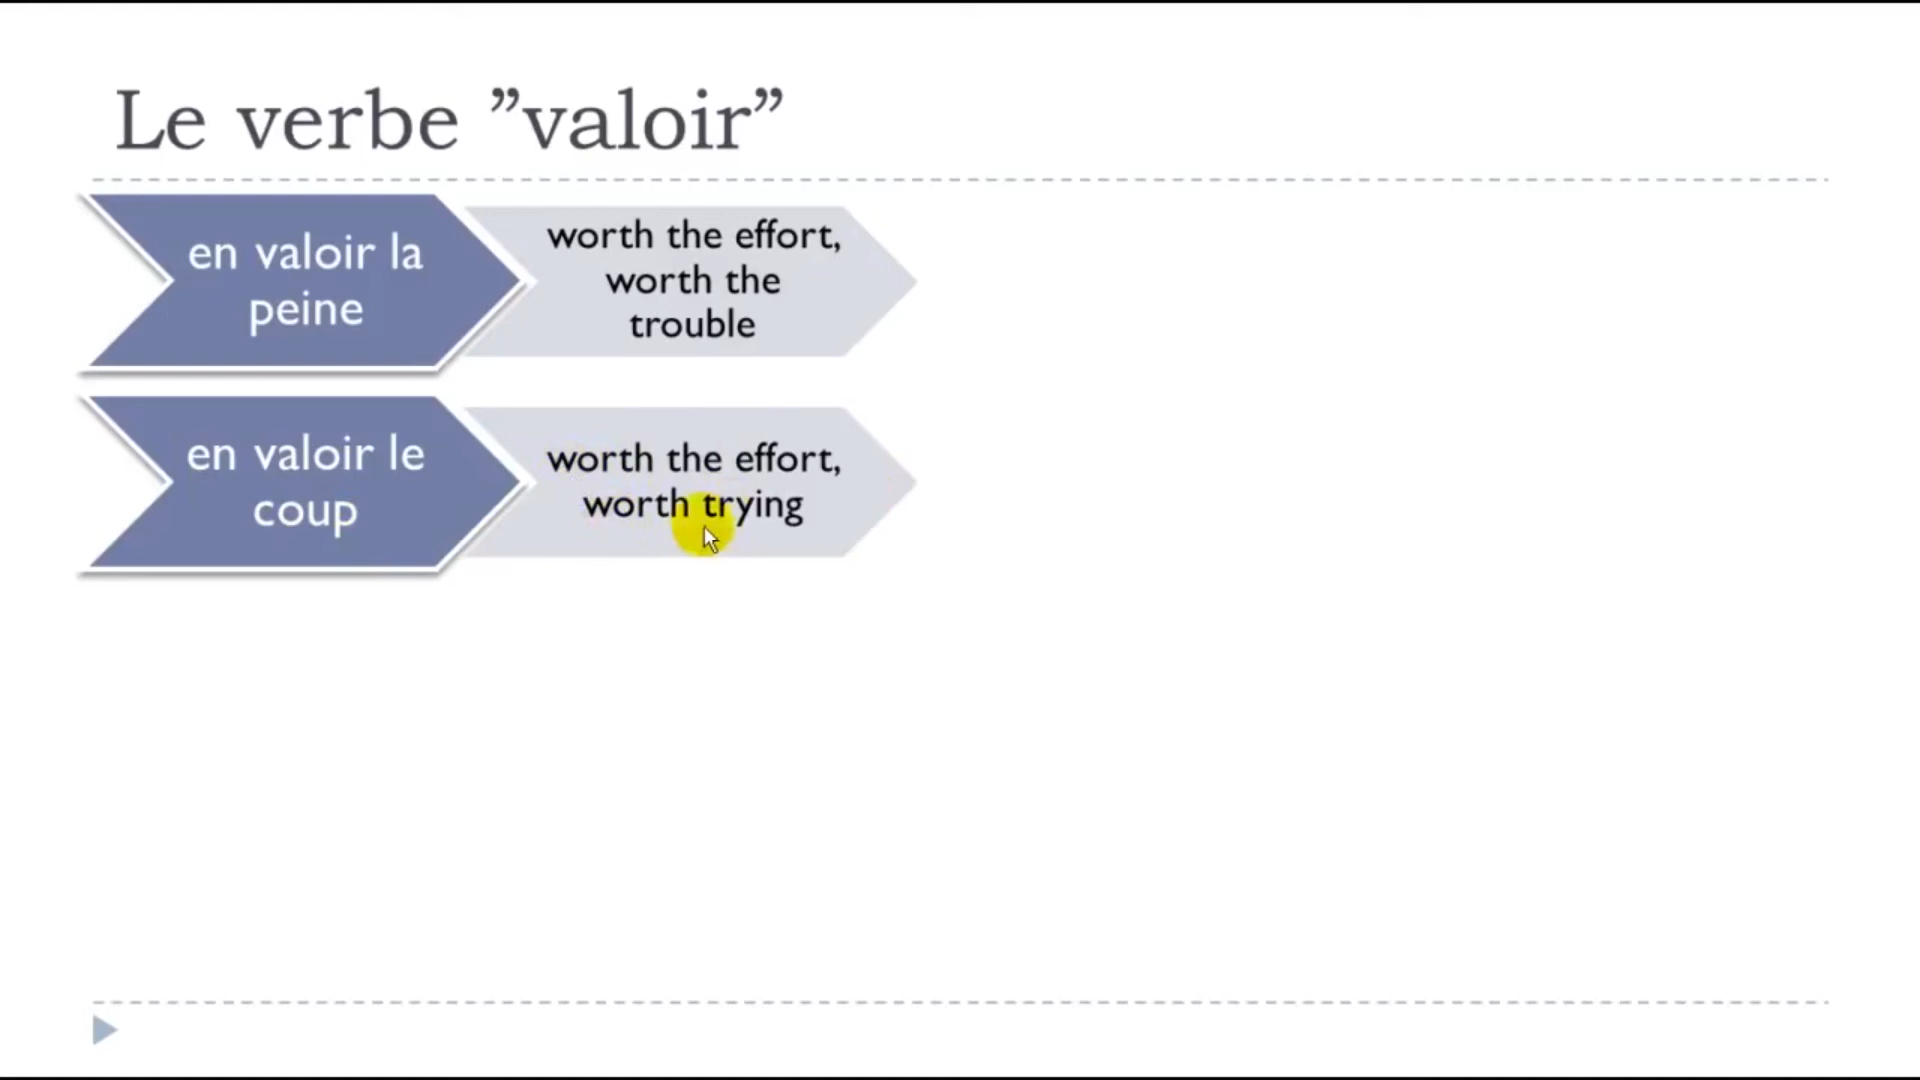 Le verbe ”valoir”
en valoir la
peine
worth the effort,
worth the
trouble
en valoir le
coup
worth the effort,
worth trying